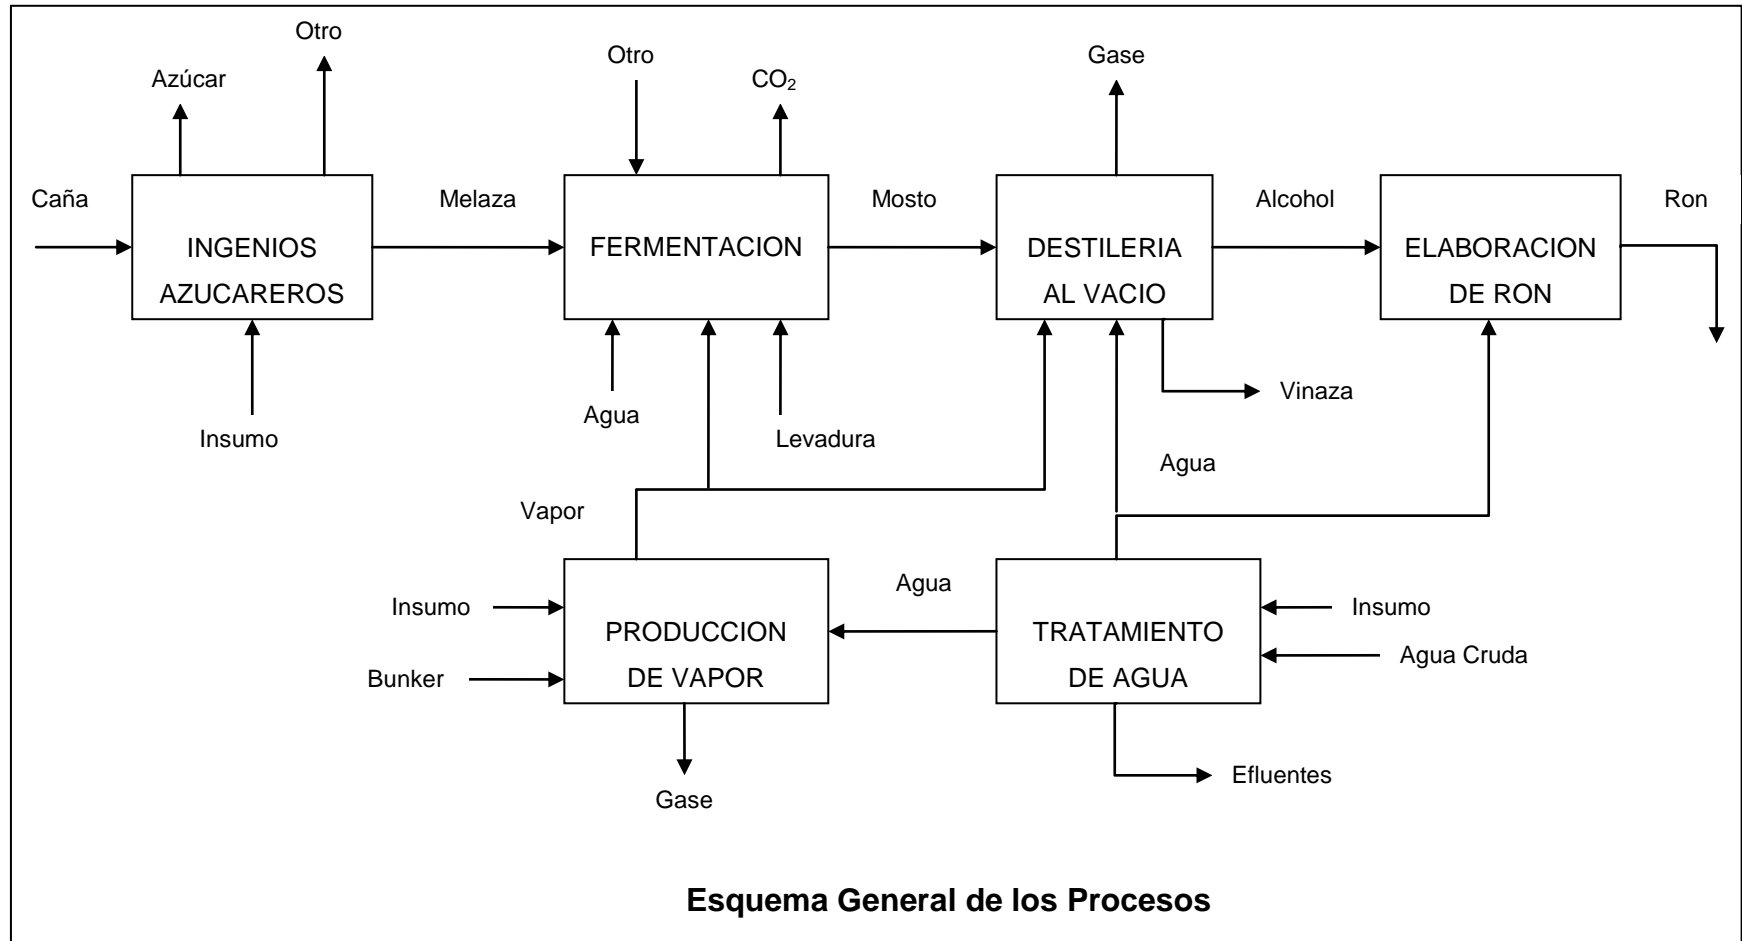 Otro
Azúcar
Otro
CO₂
Gase
Caña
Melaza
Mosto
Alcohol
Ron
INGENIOS
AZUCAREROS
FERMENTACION
DESTILERIA
AL VACIO
ELABORACION
DE RON
Insumo
Agua
Levadura
Vinaza
Agua
Vapor
Insumo
Bunker
PRODUCCION
DE VAPOR
Agua
TRATAMIENTO
DE AGUA
Insumo
Agua Cruda
Gase
Efluentes
Esquema General de los Procesos